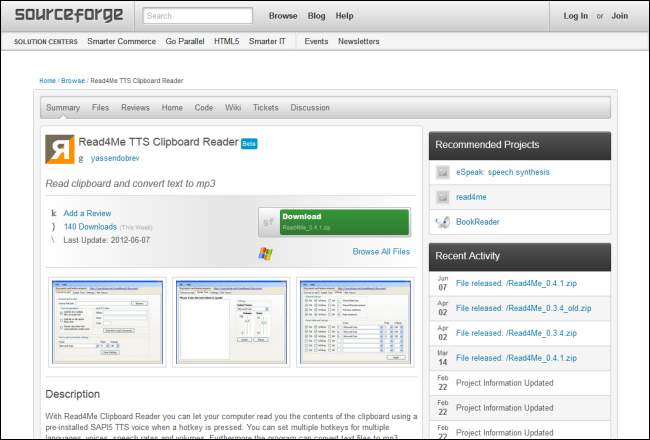 sourceforge
Search
Browse Blog Help
Log In or Join
SOLUTION CENTERS Smarter Commerce Go Parallel HTML5 Smarter IT Events Newsletters
Home / Browse / Read4Me TTS Clipboard Reader
Summary Files Reviews Home Code Wiki Tickets Discussion
Я
Read4Me TTS Clipboard Reader Beta
g yassendobrev
Read clipboard and convert text to mp3
k Add a Review
} 140 Downloads (This Week)
\ Last Update: 2012-06-07
sf
Download
Read4Me_0.4.1.zip
Browse All Files
Description
With Read4Me Clipboard Reader you can let your computer read you the contents of the clipboard using a
pre-installed SAPI5 TTS voice when a hotkey is pressed. You can set multiple hotkeys for multiple
languages, voices, speech rates and volumes. Furthermore the program can convert text files to mp3
Recommended Projects
eSpeak: speech synthesis
read4me
BookReader
Recent Activity
Jun
07 File released: /Read4Me_0.4.1.zip
Apr
02 File released: /Read4Me_0.3.4_old.zip
Apr
02 File released: /Read4Me_0.3.4.zip
Mar
14 File released: /Read4Me_0.4.1.zip
Feb
22 Project Information Updated
Feb
22 Project Information Updated
Feb
22 Project Information Updated